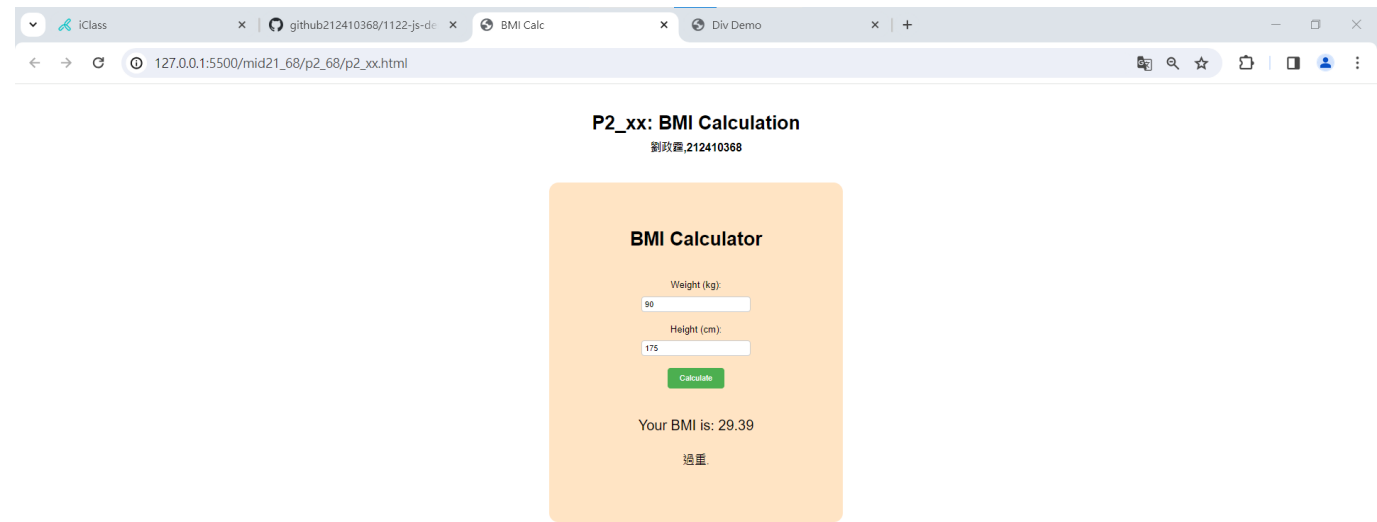 iClass
github212410368/1122-js-de
BMI Calc
Div Demo
127.0.0.1:5500/mid21_68/p2_68/p2_xx.html
P2_xx: BMI Calculation
劉政霆,212410368
BMI Calculator
Weight (kg):
90
Height (cm):
175
Calculate
Your BMI is: 29.39
過重.